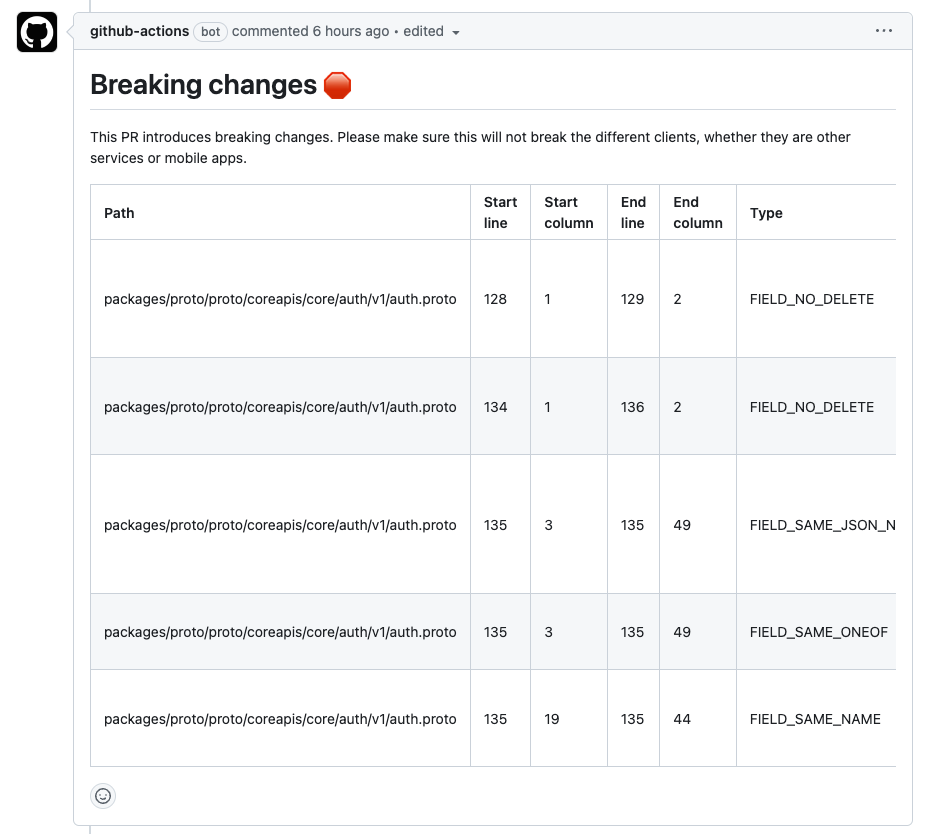 github-actions bot commented 6 hours ago • edited
Breaking changes
This PR introduces breaking changes. Please make sure this will not break the different clients, whether they are other
services or mobile apps.
Path Start line Start column End line End column Type
packages/proto/proto/coreapis/core/auth/v1/auth.proto 128 1 129 2 FIELD_NO_DELETE
packages/proto/proto/coreapis/core/auth/v1/auth.proto 134 1 136 2 FIELD_NO_DELETE
packages/proto/proto/coreapis/core/auth/v1/auth.proto 135 3 135 49 FIELD_SAME_JSON_N
packages/proto/proto/coreapis/core/auth/v1/auth.proto 135 3 135 49 FIELD_SAME_ONEOF
packages/proto/proto/coreapis/core/auth/v1/auth.proto 135 19 135 44 FIELD_SAME_NAME